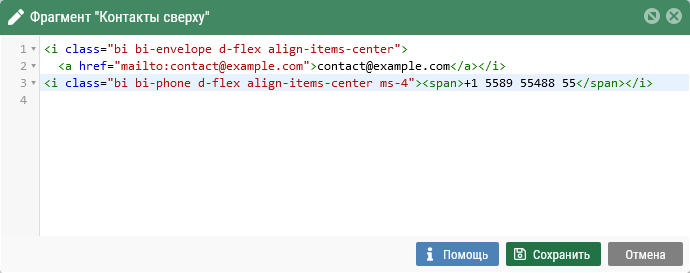 Фрагмент "Контакты сверху"
1 <i class="bi bi-envelope d-flex align-items-center">
2 <a href="mailto:contact@example.com">contact@example.com</a></i>
3 <i class="bi bi-phone d-flex align-items-center ms-4"><span>+1 5589 55488 55</span></i>
4
Помощь Сохранить Отмена